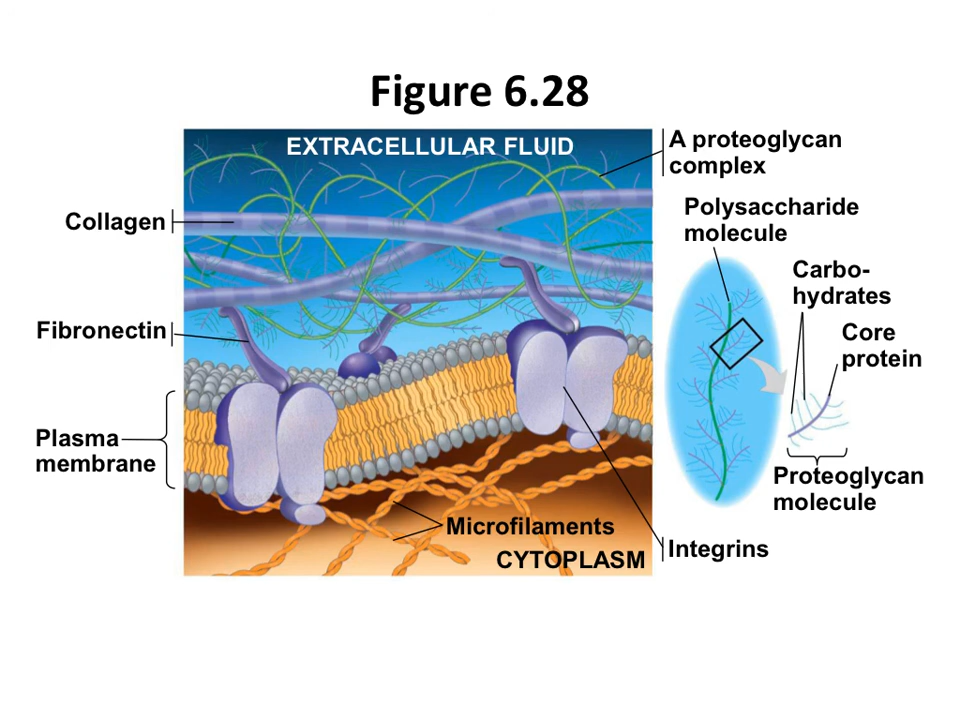 Figure 6.28
EXTRACELLULAR FLUID
A proteoglycan
complex
Collagen
Polysaccharide
molecule
Carbo-
hydrates
Fibronectin
Core
protein
Plasma
membrane
Proteoglycan
molecule
Microfilaments
Integrins
CYTOPLASM